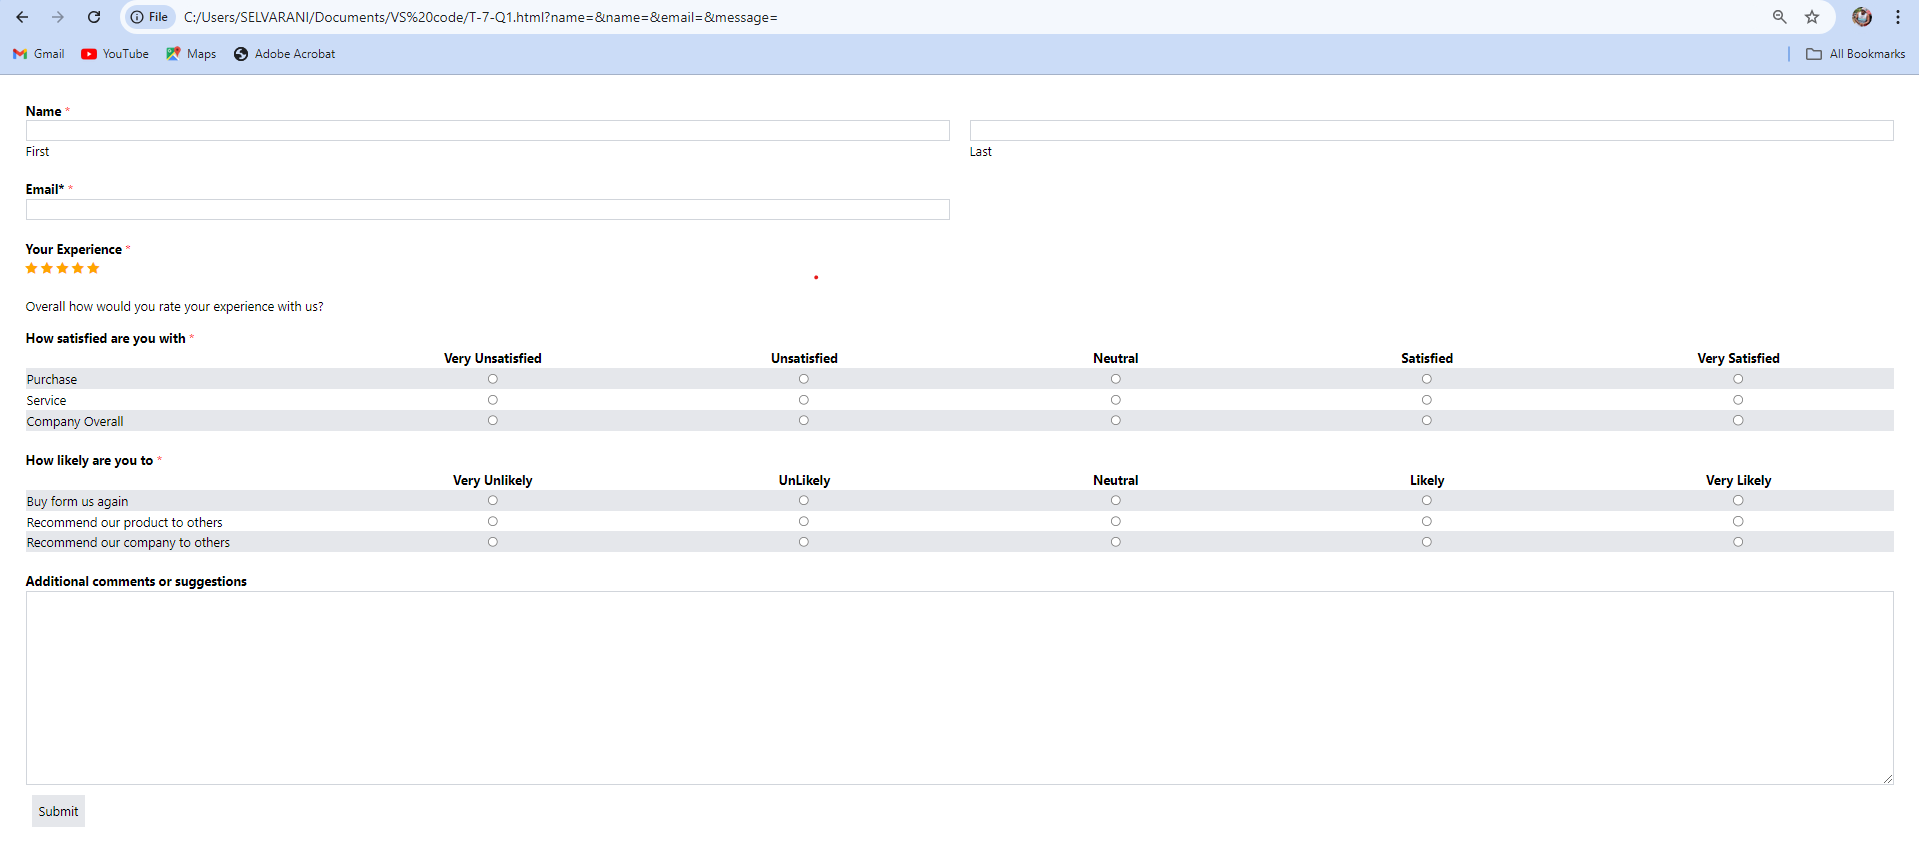 File C:/Users/SELVARANI/Documents/VS%20code/T-7-Q1.html?name=&name=&email=&message=
Gmail YouTube Maps Adobe Acrobat All Bookmarks
Name *
First Last
Email* *
Your Experience *
Overall how would you rate your experience with us?
How satisfied are you with *
Very Unsatisfied Unsatisfied Neutral Satisfied Very Satisfied
Purchase
Service
Company Overall
How likely are you to *
Very Unlikely UnLikely Neutral Likely Very Likely
Buy form us again
Recommend our product to others
Recommend our company to others
Additional comments or suggestions
Submit